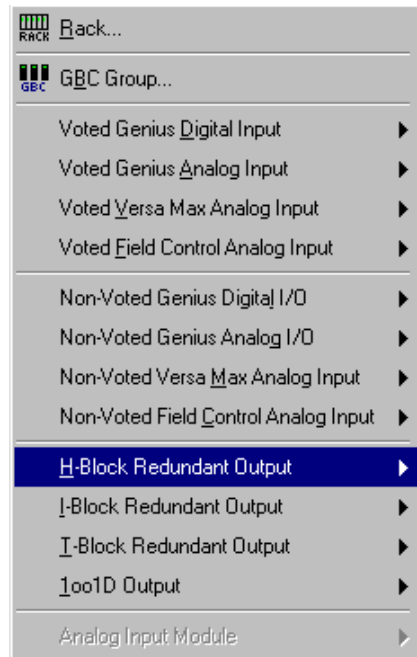 RACK Rack...
GBC GBC Group...
Voted Genius Digital Input
Voted Genius Analog Input
Voted Versa Max Analog Input
Voted Field Control Analog Input
Non-Voted Genius Digital I/O
Non-Voted Genius Analog I/O
Non-Voted Versa Max Analog Input
Non-Voted Field Control Analog Input
H-Block Redundant Output
I-Block Redundant Output
T-Block Redundant Output
1oo1D Output
Analog Input Module